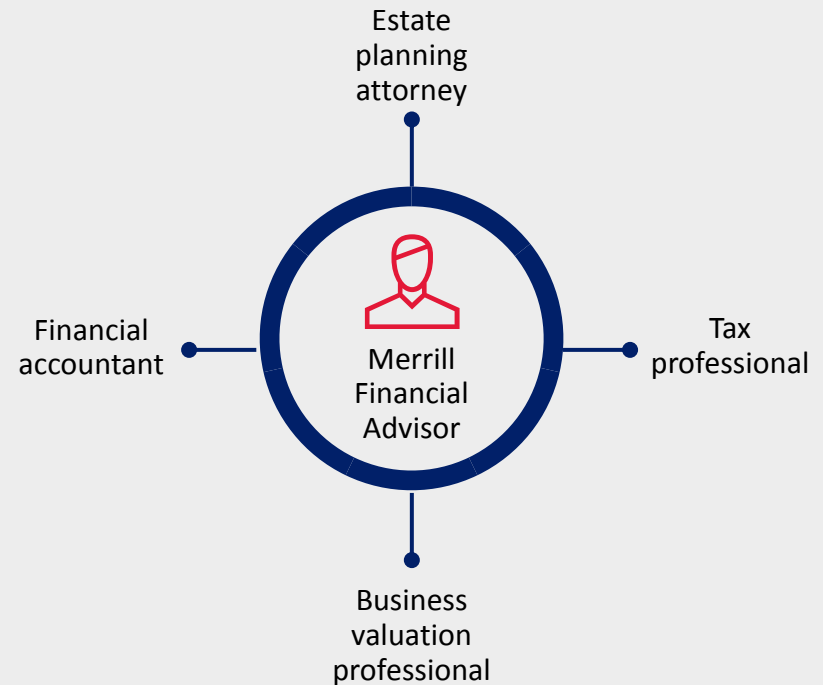 Estate
planning
attorney
Financial
accountant
Merrill
Financial
Advisor
Tax
professional
Business
valuation
professional